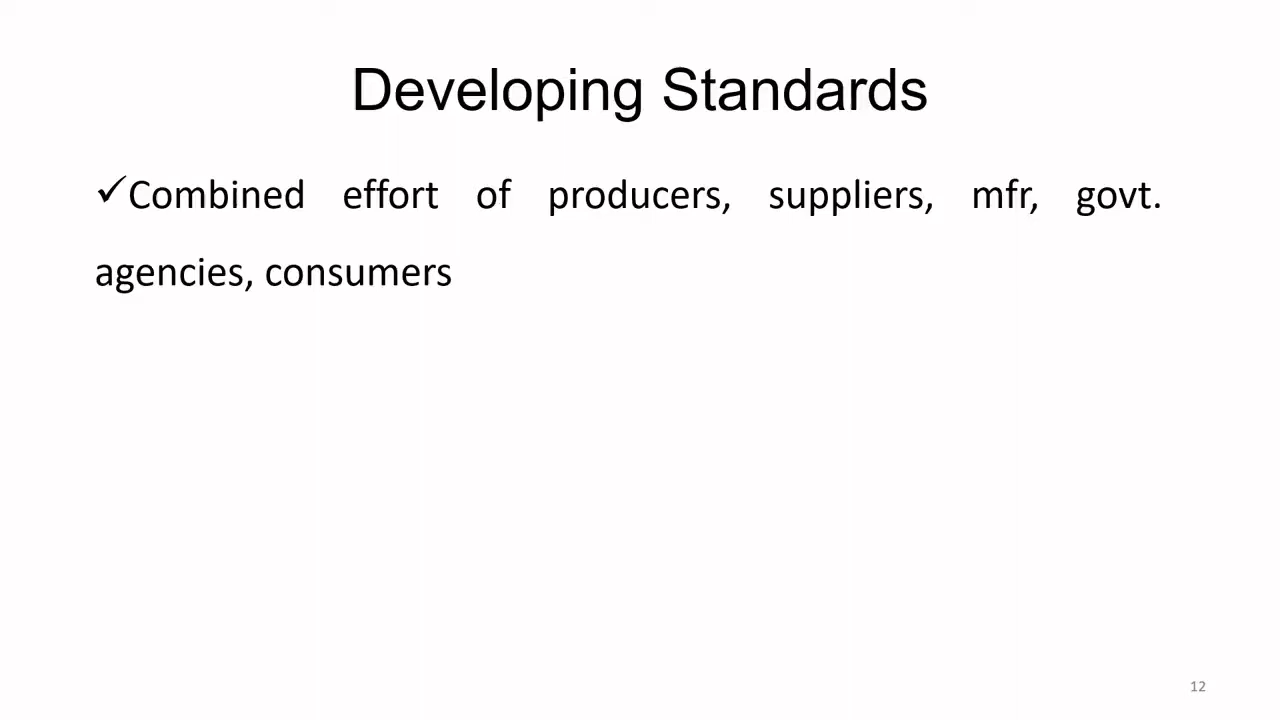 Developing Standards
✓Combined effort of producers, suppliers, mfr, govt.
agencies, consumers
12